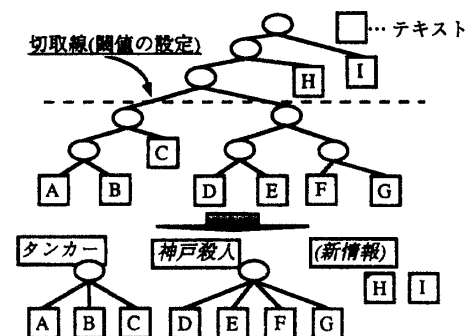 □… テキスト
切取線(閾値の設定)
I
H
C
A B D E F G
タンカー 神戸殺人 (新情報)
H I
A B C D E F G